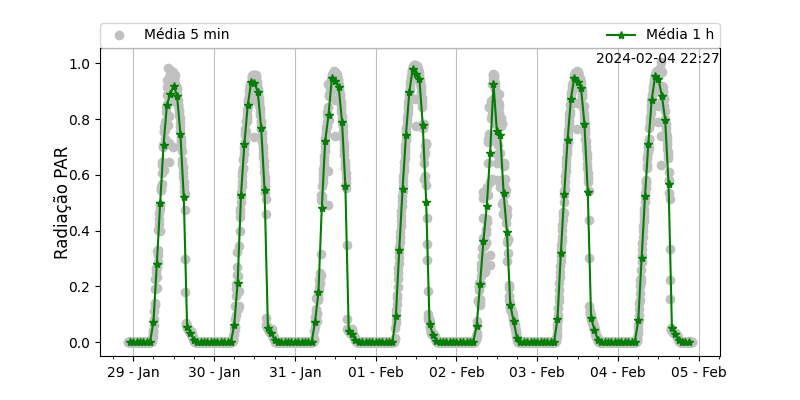 Média 5 min
Média 1 h
2024-02-04 22:27
Radiação PAR
1.0
0.8
0.6
0.4
0.2
0.0
29 - Jan
30 - Jan
31 - Jan
01 - Feb
02 - Feb
03 - Feb
04 - Feb
05 - Feb